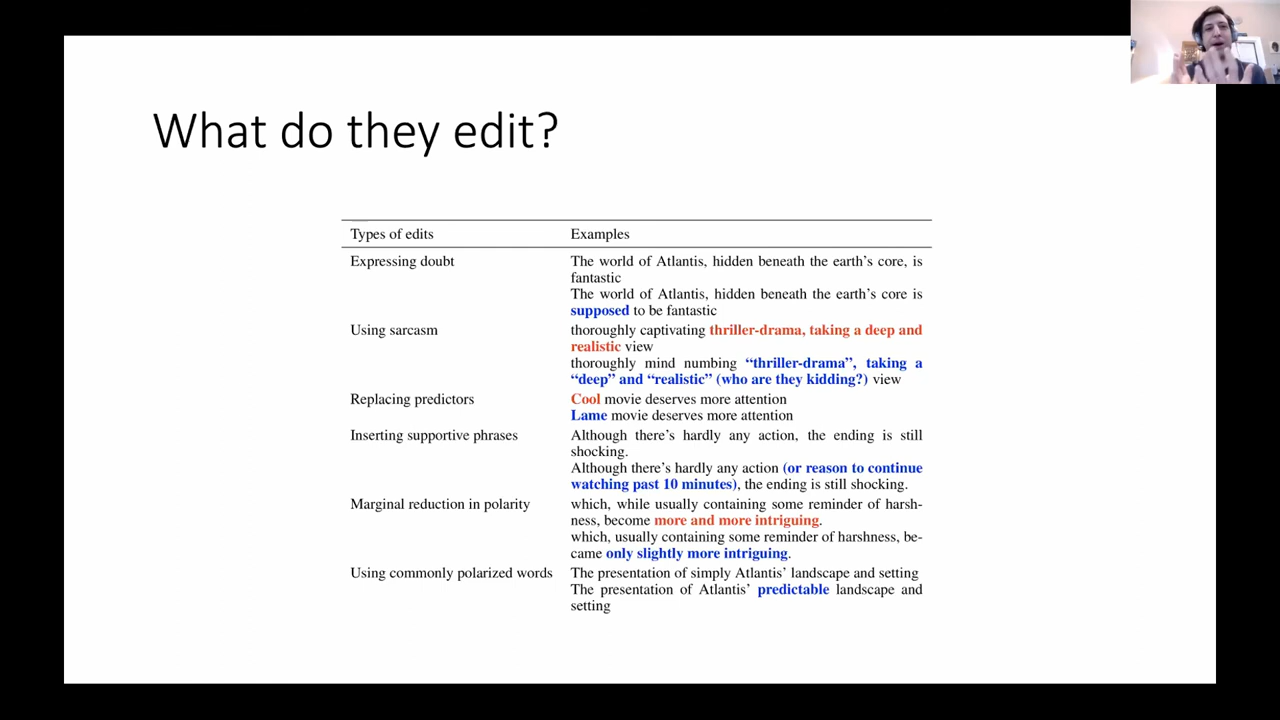 What do they edit?
Types of edits Examples
Expressing doubt The world of Atlantis, hidden beneath the earth's core, is
fantastic
The world of Atlantis, hidden beneath the earth's core is
supposed to be fantastic
Using sarcasm thoroughly captivating thriller-drama, taking a deep and
realistic view
thoroughly mind numbing “thriller-drama”, taking a
“deep” and “realistic” (who are they kidding?) view
Replacing predictors Cool movie deserves more attention
Lame movie deserves more attention
Inserting supportive phrases Although there's hardly any action, the ending is still
shocking.
Although there's hardly any action (or reason to continue
watching past 10 minutes), the ending is still shocking.
Marginal reduction in polarity which, while usually containing some reminder of harsh-
ness, become more and more intriguing.
which, usually containing some reminder of harshness, be-
came only slightly more intriguing.
Using commonly polarized words The presentation of simply Atlantis' landscape and setting
The presentation of Atlantis' predictable landscape and
setting